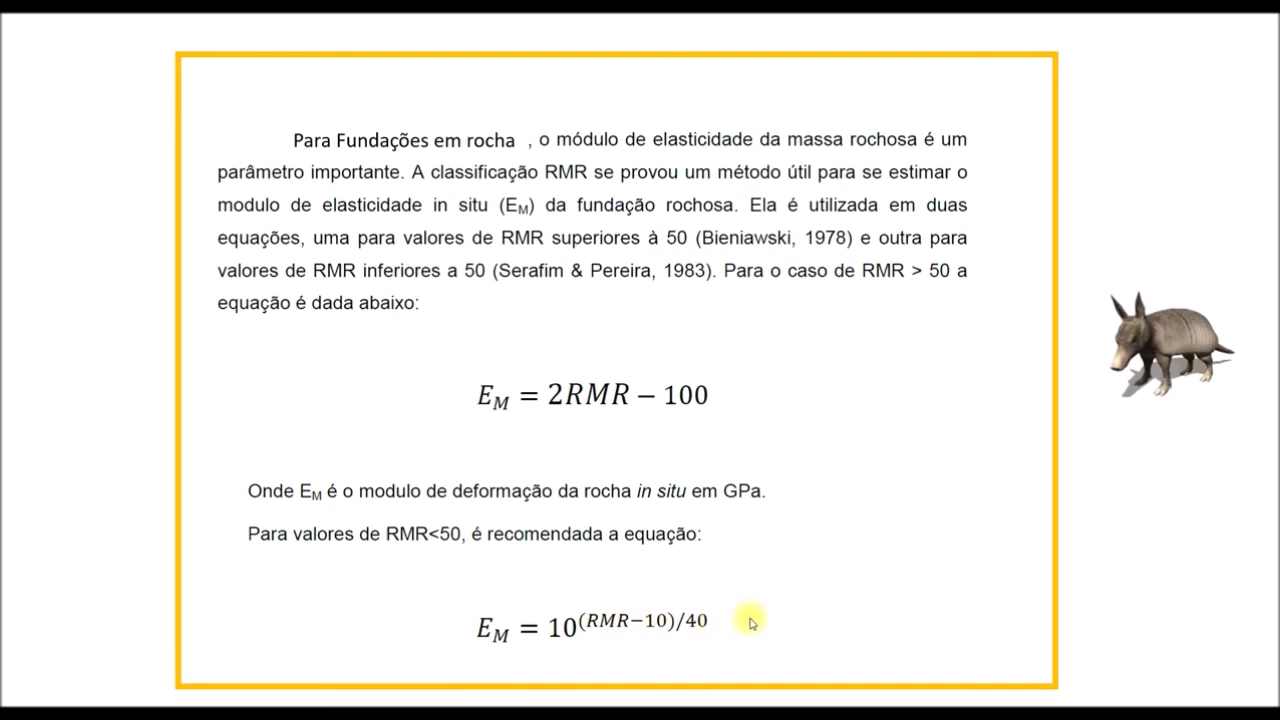 Para Fundações em rocha , o módulo de elasticidade da massa rochosa é um
parâmetro importante. A classificação RMR se provou um método útil para se estimar o
modulo de elasticidade in situ (E_M) da fundação rochosa. Ela é utilizada em duas
equações, uma para valores de RMR superiores à 50 (Bieniawski, 1978) e outra para
valores de RMR inferiores a 50 (Serafim & Pereira, 1983). Para o caso de RMR > 50 a
equação é dada abaixo:
E_M = 2RMR − 100
Onde E_M é o modulo de deformação da rocha in situ em GPa.
Para valores de RMR<50, é recomendada a equação:
E_M = 10^(RMR−10)/40